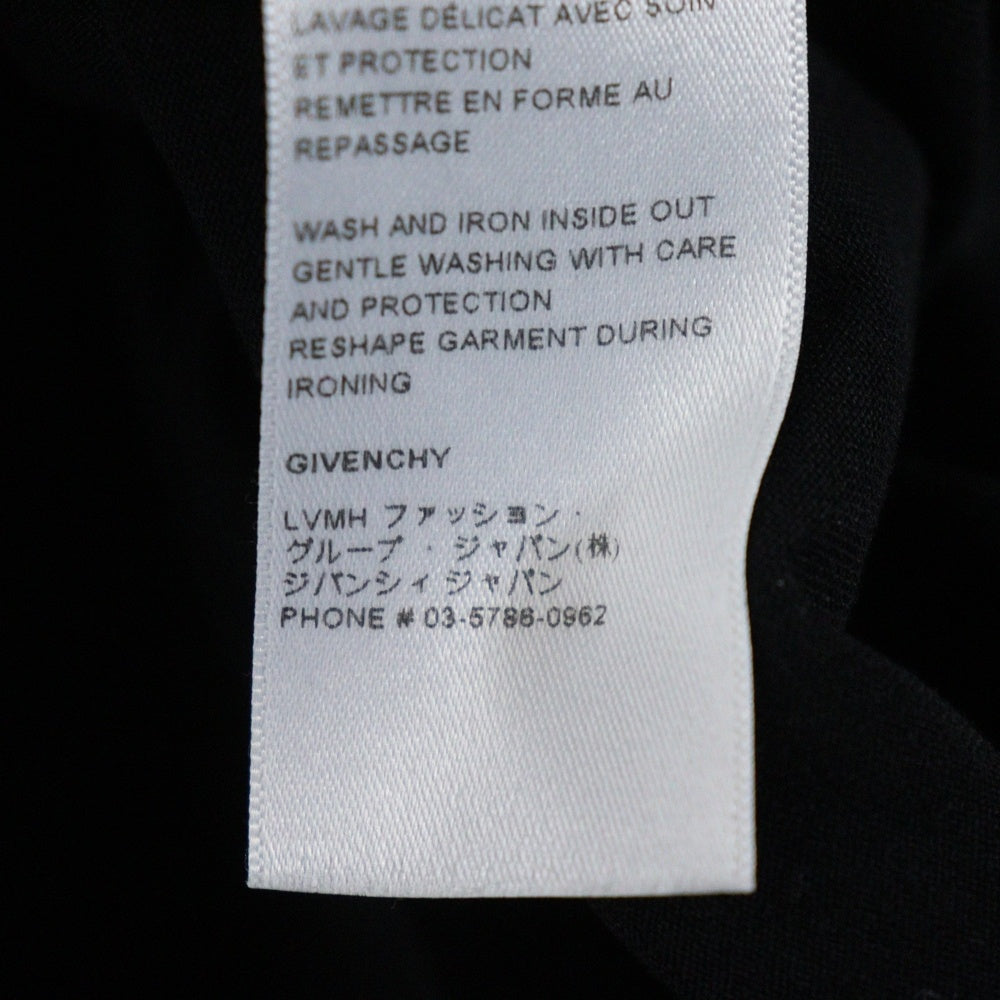 LAVAGE DÉLICAT AVEC SOIN
ET PROTECTION
REMETTRE EN FORME AU
REPASSAGE
WASH AND IRON INSIDE OUT
GENTLE WASHING WITH CARE
AND PROTECTION
RESHAPE GARMENT DURING
IRONING
GIVENCHY
LVMH ファッション・
グループ・ジャパン(株)
ジバンシィ ジャパン
PHONE # 03-5786-0962